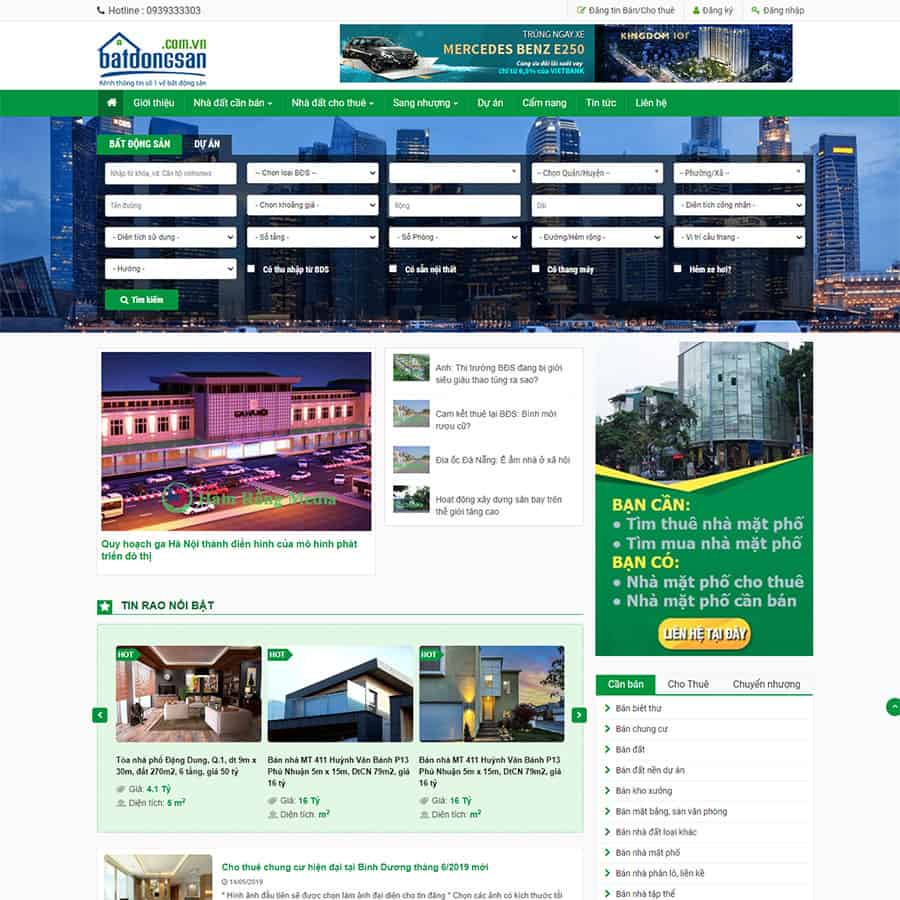 Hotline : 0939333303
Đăng tin Bán/Cho thuê
Đăng ký
Đăng nhập
.com.vn
batdongsan
Kênh thông tin số 1 về bất động sản
TRÚNG NGAY XE
MERCEDES BENZ E250
Cùng ưu đãi lãi suất vay
chỉ từ 6,8% của VIETBANK
KINGDOM 101
Giới thiệu
Nhà đất cần bán
Nhà đất cho thuê
Sang nhượng
Dự án
Cẩm nang
Tin tức
Liên hệ
BẤT ĐỘNG SẢN
DỰ ÁN
Nhập từ khóa, vd: Căn hộ vinhomes
-- Chọn loại BĐS --
-- Chọn Quận/Huyện --
-- Phường/Xã --
Tên đường
- Chọn khoảng giá -
Rộng
Dài
- Diện tích công nhận -
- Diện tích sử dụng -
- Số tầng -
- Số Phòng -
- Đường/Hẻm rộng -
- Vị trí cầu thang -
- Hướng -
Có thu nhập từ BĐS
Có sẵn nội thất
Có thang máy
Hẻm xe hơi?
Tìm kiếm
GA HÀ NỘI
Hàm Rồng Media
Quy hoạch ga Hà Nội thành điển hình của mô hình phát
triển đô thị
Anh: Thị trường BĐS đang bị giới
siêu giàu thao túng ra sao?
Cam kết thuê lại BĐS: Bình mới
rượu cũ?
Địa ốc Đà Nẵng: Ế ẩm nhà ở xã hội
Hoạt động xây dựng sân bay trên
thế giới tăng cao
BẠN CẦN:
• Tìm thuê nhà mặt phố
• Tìm mua nhà mặt phố
BẠN CÓ:
• Nhà mặt phố cho thuê
• Nhà mặt phố cần bán
LIÊN HỆ TẠI ĐÂY
TIN RAO NỔI BẬT
HOT
HOT
HOT
Tòa nhà phố Đặng Dung, Q.1, dt 9m x
30m, đất 270m2, 6 tầng, giá 50 tỷ
Giá: 4.1 Tỷ
Diện tích: 5 m²
Bán nhà MT 411 Huỳnh Văn Bánh P13
Phú Nhuận 5m x 15m, DtCN 79m2, giá
16 tỷ
Giá: 16 Tỷ
Diện tích: m²
Bán nhà MT 411 Huỳnh Văn Bánh P13
Phú Nhuận 5m x 15m, DtCN 79m2, giá
16 tỷ
Giá: 16 Tỷ
Diện tích: m²
Cần bán
Cho Thuê
Chuyển nhượng
Bán biệt thự
Bán chung cư
Bán đất
Bán đất nền dự án
Bán kho xưởng
Bán mặt bằng, sàn văn phòng
Bán nhà đất loại khác
Bán nhà mặt phố
Bán nhà phân lô, liền kề
Bán nhà tập thể
Cho thuê chung cư hiện đại tại Bình Dương tháng 6/2019 mới
14/05/2019
* Hình ảnh đầu tiên sẽ được chọn làm ảnh đại diện cho tin đăng * Chọn các ảnh có kích thước tối